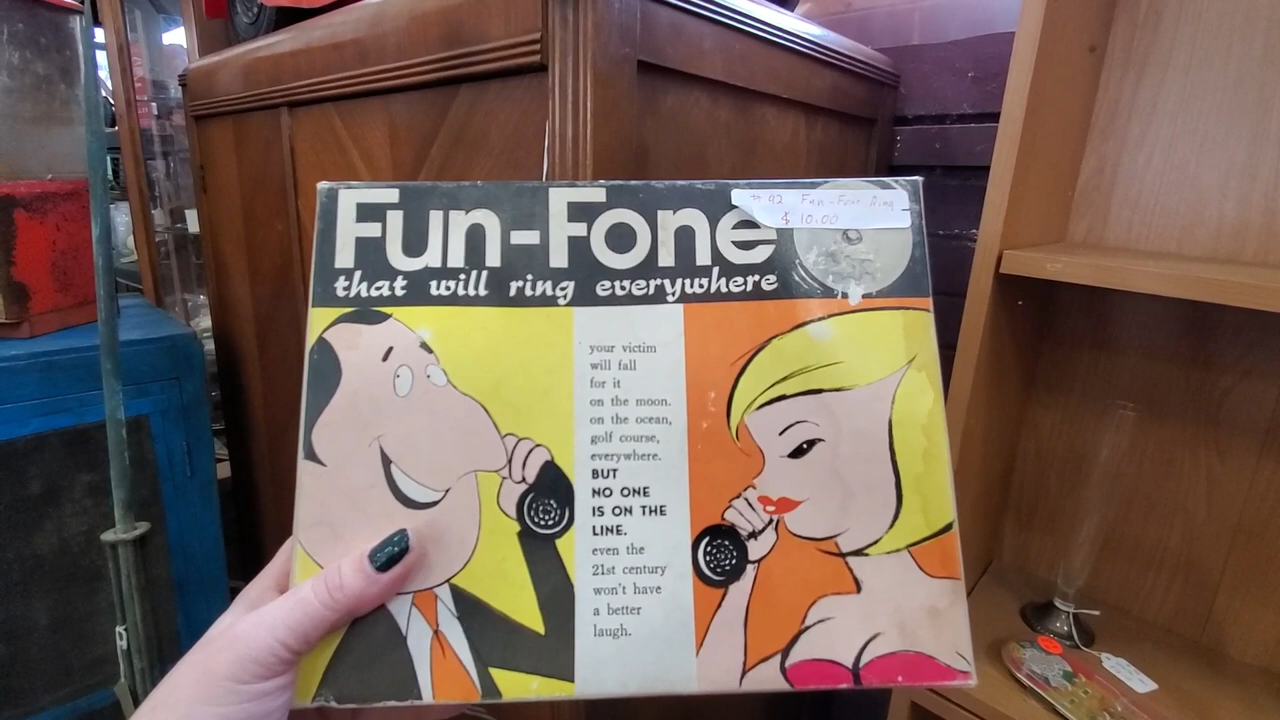 # 92 Fun-Fone Ring
$ 10.00
Fun-Fone
that will ring everywhere
your victim
will fall
for it
on the moon.
on the ocean,
golf course,
everywhere.
BUT
NO ONE
IS ON THE
LINE.
even the
21st century
won't have
a better
laugh.